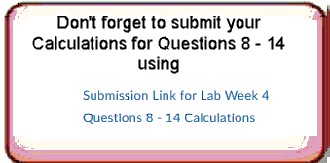 Don't forget to submit your
Calculations for Questions 8 - 14
using
Submission Link for Lab Week 4
Questions 8 - 14 Calculations